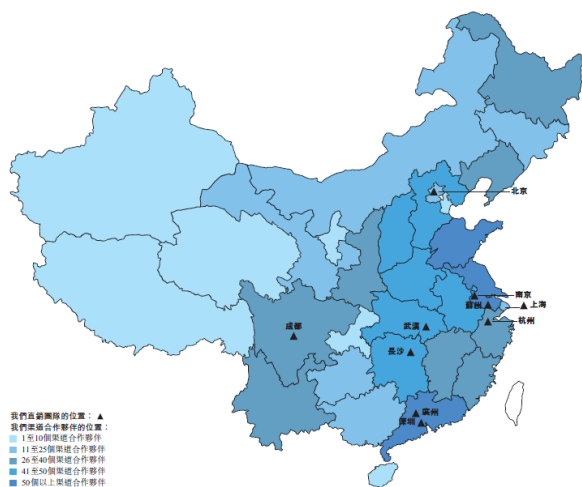 北京
南京
蘇州
上海
杭州
成都
武漢
長沙
廣州
深圳
我們直銷團隊的位置：▲
我們渠道合作夥伴的位置：
1至10個渠道合作夥伴
11至25個渠道合作夥伴
26至40個渠道合作夥伴
41至50個渠道合作夥伴
50個以上渠道合作夥伴